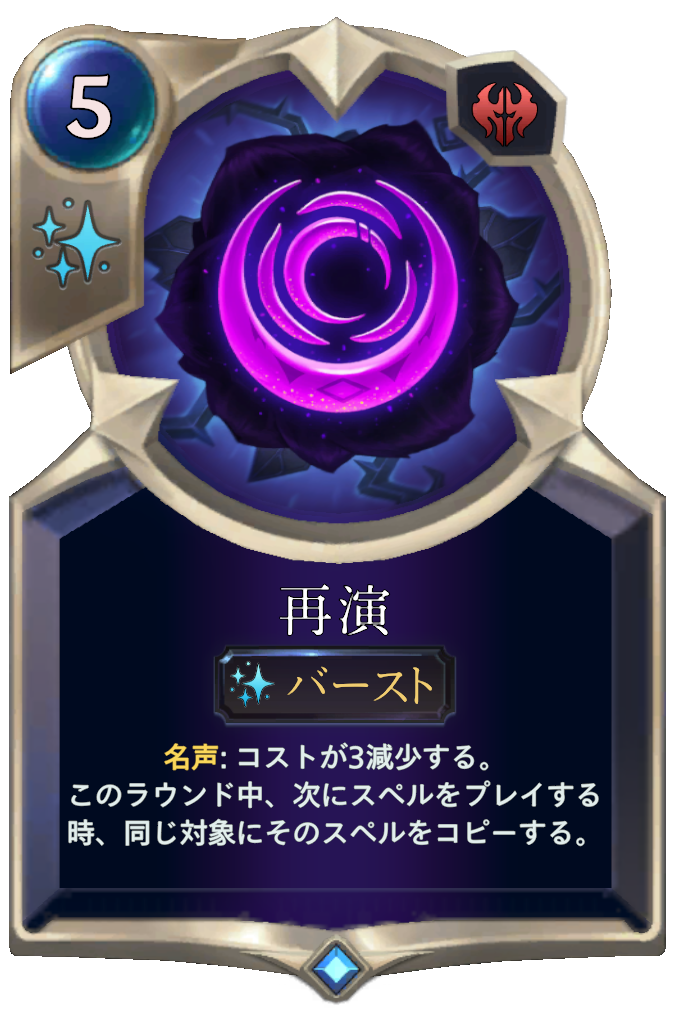 5
再演
バースト
名声: コストが3減少する。
このラウンド中、次にスペルをプレイする
時、同じ対象にそのスペルをコピーする。